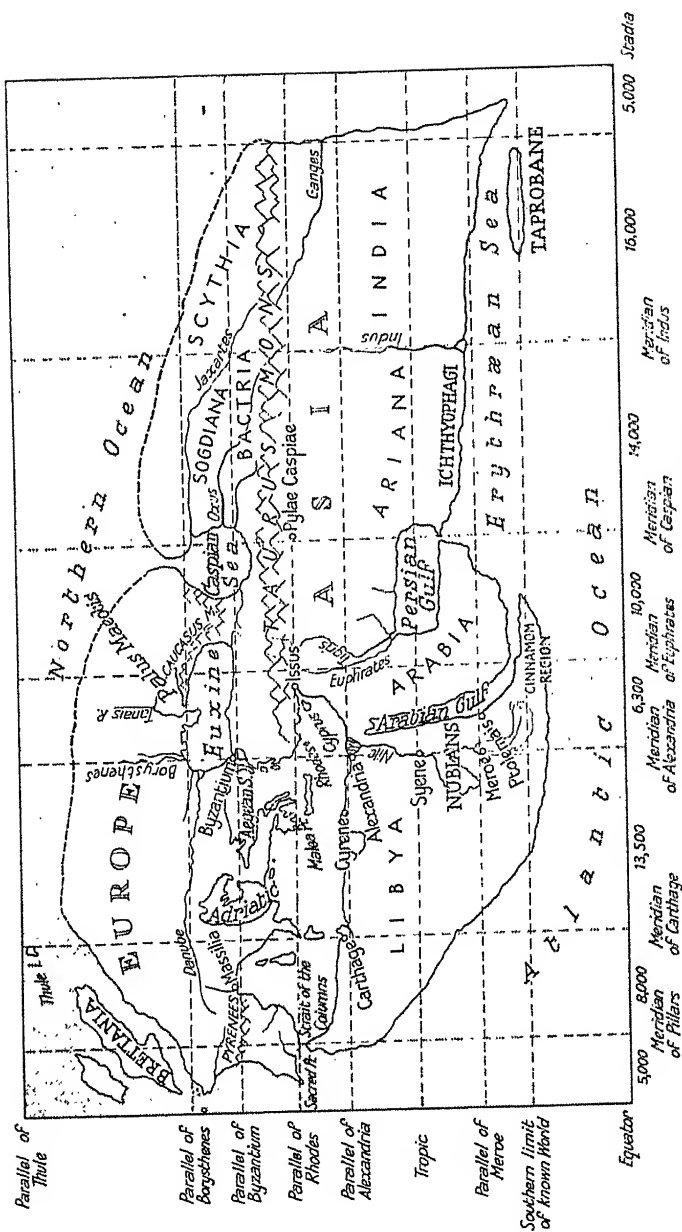 Parallel of
Thule
Parallel of
Borysthenes
Parallel of
Byzantium
Parallel of
Rhodes
Parallel of
Alexandria
Tropic
Parallel of
Meroe
Southern limit
of known World
Equator
Northern Ocean
Thule I.
BRETTANIA
EUROPE
Borysthenes
Tanais R.
Palus Maeotis
CAUCASUS
Caspian
Sea
Oxus
SOGDIANA
Jaxartes
SCYTHIA
BACTRIA
Danube
Massilia
PYRENEES
Adriatic
Byzantium
Aegean S.
Euxine
TAURUS MONS
Pylae Caspiae
Ganges
Sacred P.
Strait of the
Columns
Malea P.
Rhodes
Cyprus
Issus
ASIA
Carthage
Cyrene
Alexandria
Nile
Euphrates
Tigris
Indus
INDIA
ARIANA
LIBYA
Syene
NUBIANS
Meroe
Ptolemais
Arabian Gulf
ARABIA
Persian
Gulf
ICHTHYOPHAGI
Erythræan Sea
TAPROBANE
CINNAMOM
REGION
Atlantic Ocean
5,000
8,000
13,500
6,300
10,000
14,000
16,000
5,000
Stadia
Meridian
of Pillars
Meridian
of Carthage
Meridian
of Alexandria
Meridian
of Euphrates
Meridian
of Caspian
Meridian
of Indus